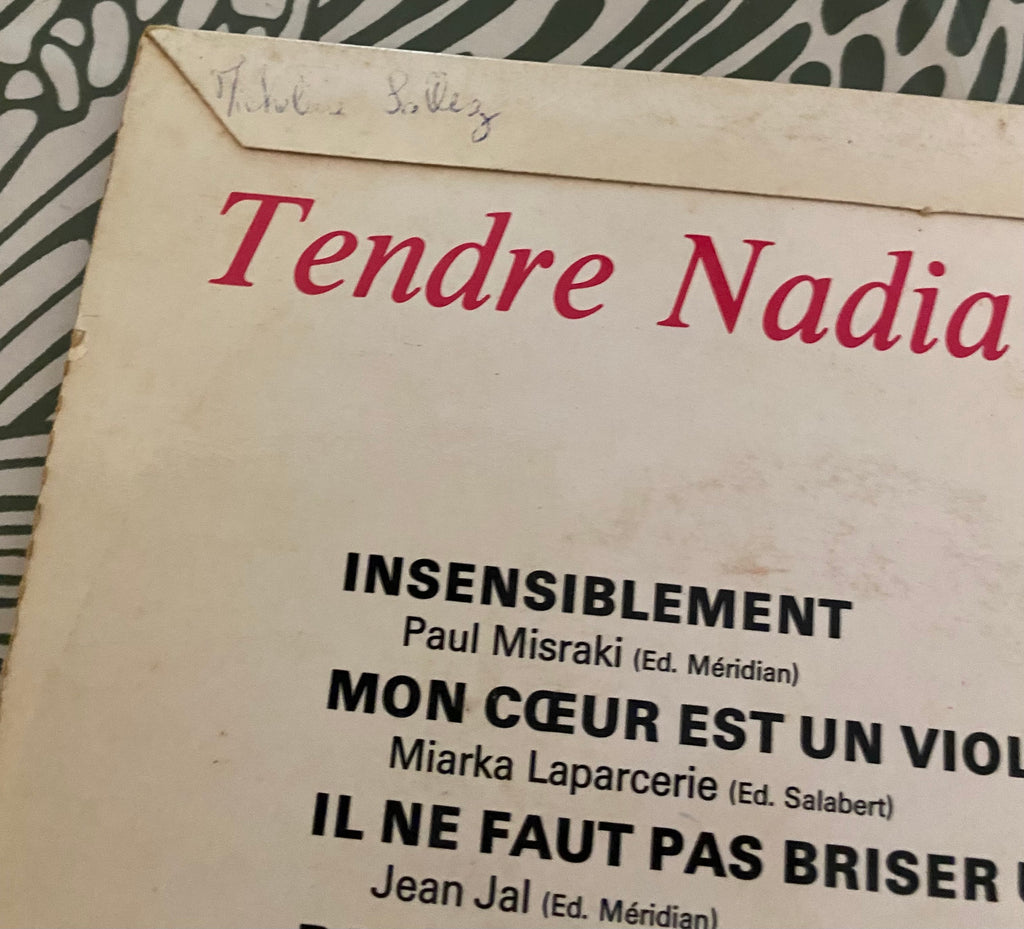 Tendre Nadia
INSENSIBLEMENT
Paul Misraki (Ed. Méridian)
MON CŒUR EST UN VIOL
Miarka Laparcerie (Ed. Salabert)
IL NE FAUT PAS BRISER
Jean Jal (Ed. Méridian)